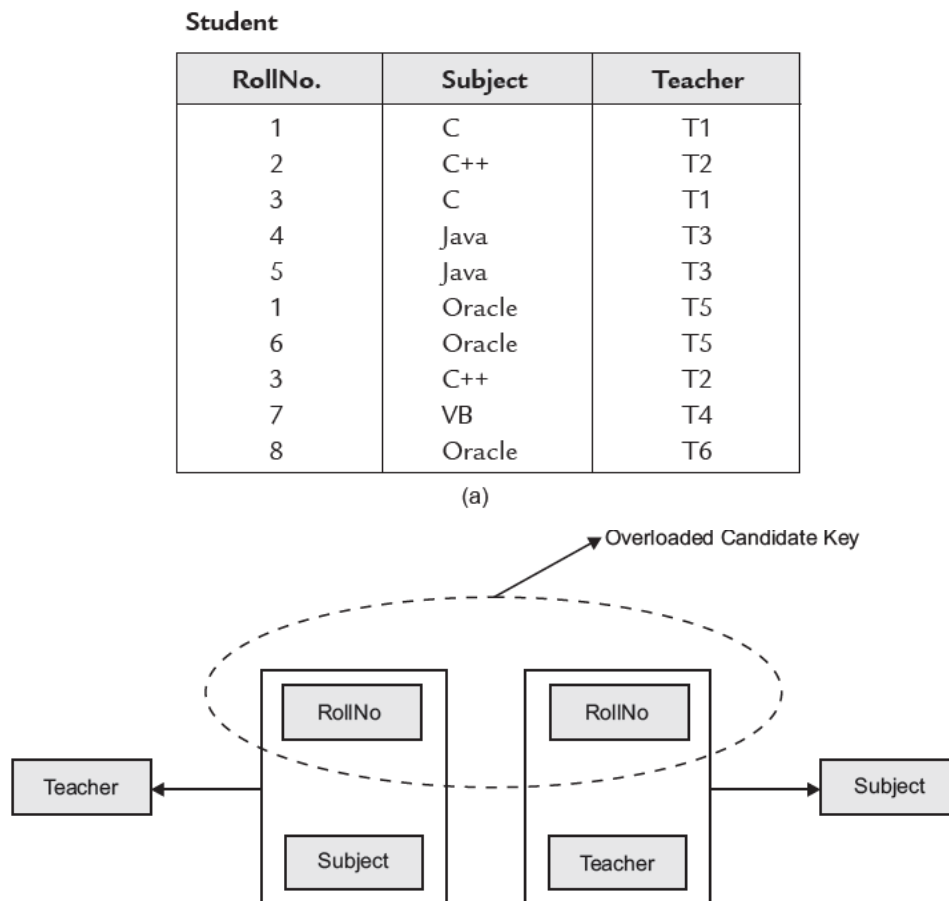 Student
RollNo. Subject Teacher
1 C T1
2 C++ T2
3 C T1
4 Java T3
5 Java T3
1 Oracle T5
6 Oracle T5
3 C++ T2
7 VB T4
8 Oracle T6
(a)
Overloaded Candidate Key
RollNo RollNo
Teacher Subject
Subject Teacher